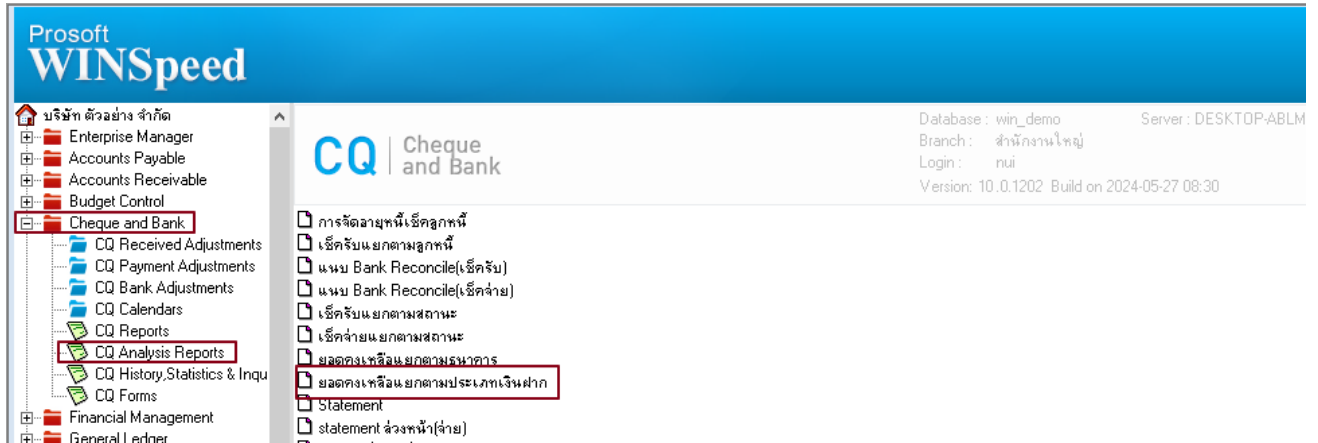 Prosoft
WINSpeed
บริษัท ตัวอย่าง จำกัด
Enterprise Manager
Accounts Payable
Accounts Receivable
Budget Control
Cheque and Bank
CQ Received Adjustments
CQ Payment Adjustments
CQ Bank Adjustments
CQ Calendars
CQ Reports
CQ Analysis Reports
CQ History,Statistics & Inqu
CQ Forms
Financial Management
General Ledger
CQ
Cheque
and Bank
Database : win_demo
Server : DESKTOP-ABLM
Branch : สำนักงานใหญ่
Login : nui
Version: 10.0.1202 Build on 2024-05-27 08:30
การจัดอายุหนี้เช็คลูกหนี้
เช็ครับแยกตามลูกหนี้
แนบ Bank Reconcile(เช็ครับ)
แนบ Bank Reconcile(เช็คจ่าย)
เช็ครับแยกตามสถานะ
เช็คจ่ายแยกตามสถานะ
ยอดคงเหลือแยกตามธนาคาร
ยอดคงเหลือแยกตามประเภทเงินฝาก
Statement
statement ล่วงหน้า(จ่าย)